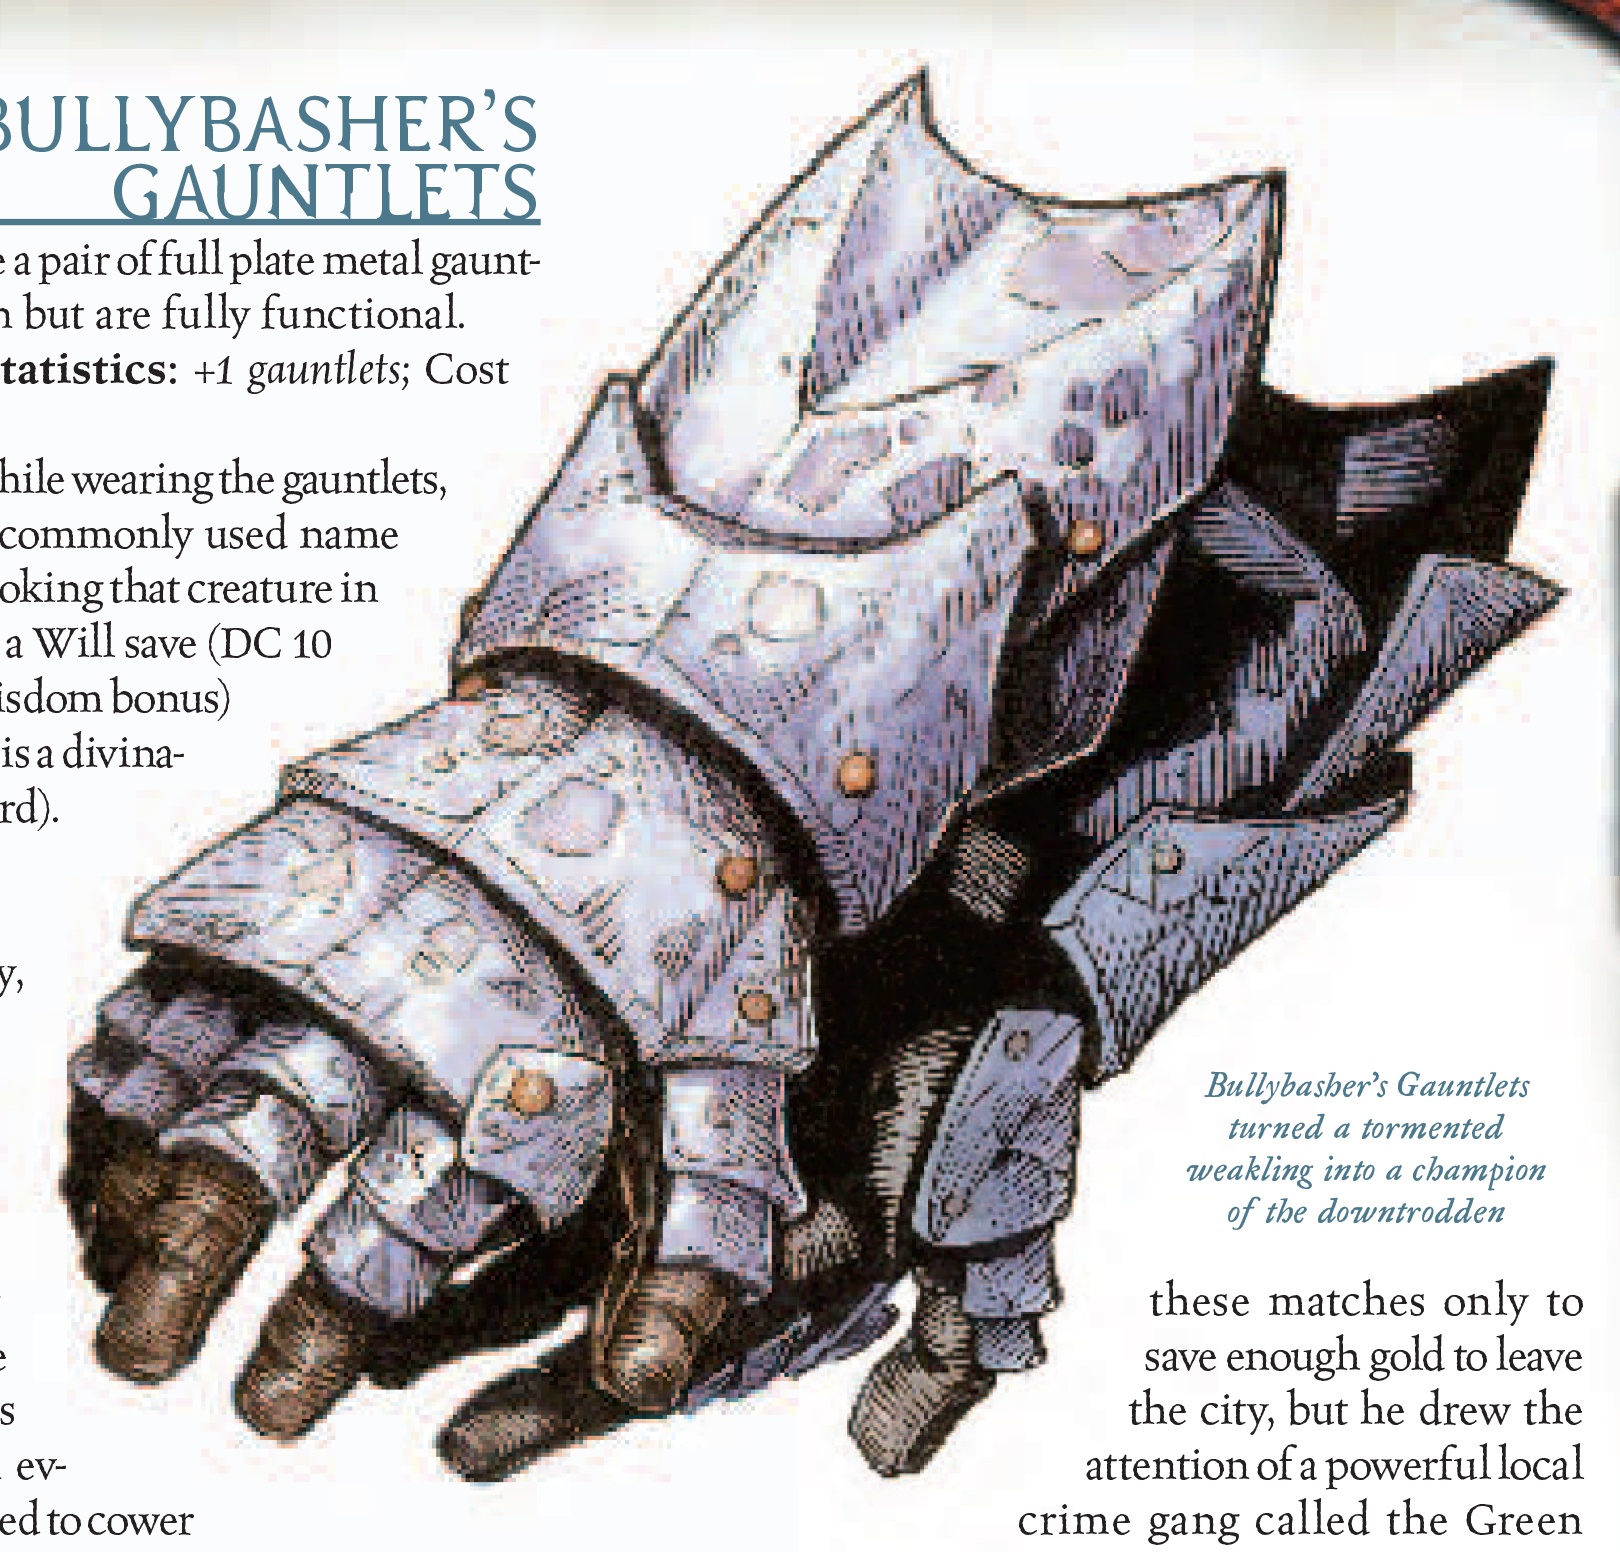 BULLYBASHER'S
GAUNTLETS
a pair of full plate metal gaunt-
but are fully functional.
tatistics: +1 gauntlets; Cost
hile wearing the gauntlets,
commonly used name
oking that creature in
a Will save (DC 10
isdom bonus)
is a divina-
rd).
y,
e
s
ev-
ed to cower
Bullybasher's Gauntlets
turned a tormented
weakling into a champion
of the downtrodden
these matches only to
save enough gold to leave
the city, but he drew the
attention of a powerful local
crime gang called the Green